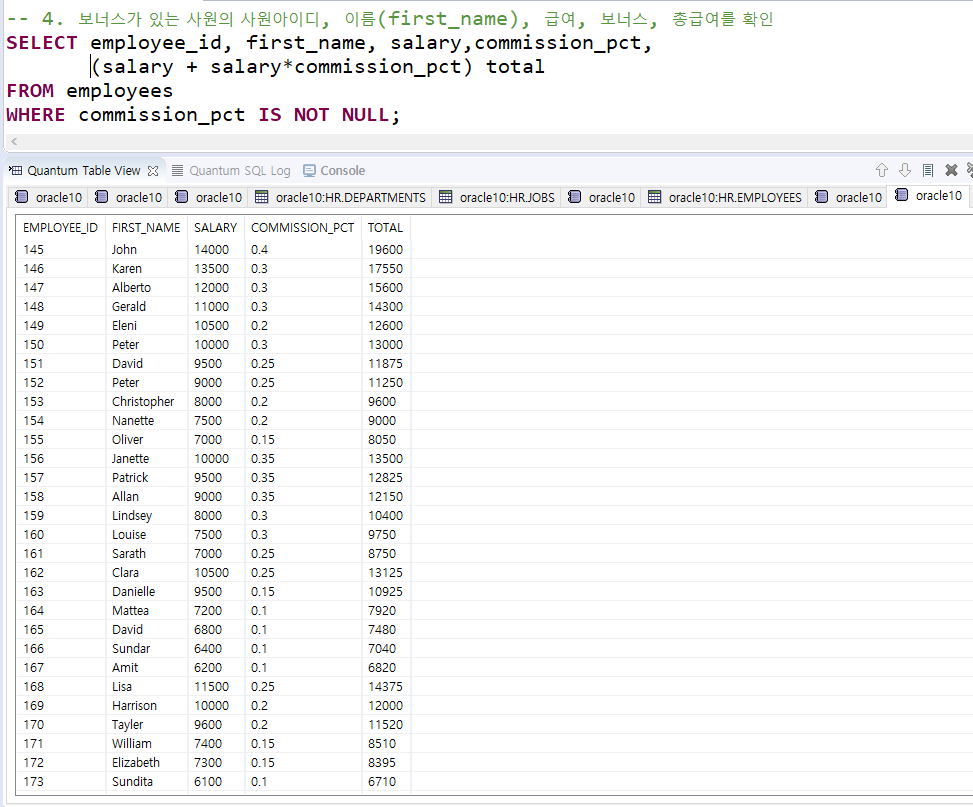 -- 4. 보너스가 있는 사원의 사원아이디, 이름(first_name), 급여, 보너스, 총급여를 확인
SELECT employee_id, first_name, salary,commission_pct,
(salary + salary*commission_pct) total
FROM employees
WHERE commission_pct IS NOT NULL;
Quantum Table View Quantum SQL Log Console
oracle10 oracle10 oracle10 oracle10:HR.DEPARTMENTS oracle10:HR.JOBS oracle10 oracle10:HR.EMPLOYEES oracle10 oracle10
EMPLOYEE_ID FIRST_NAME SALARY COMMISSION_PCT TOTAL
145 John 14000 0.4 19600
146 Karen 13500 0.3 17550
147 Alberto 12000 0.3 15600
148 Gerald 11000 0.3 14300
149 Eleni 10500 0.2 12600
150 Peter 10000 0.3 13000
151 David 9500 0.25 11875
152 Peter 9000 0.25 11250
153 Christopher 8000 0.2 9600
154 Nanette 7500 0.2 9000
155 Oliver 7000 0.15 8050
156 Janette 10000 0.35 13500
157 Patrick 9500 0.35 12825
158 Allan 9000 0.35 12150
159 Lindsey 8000 0.3 10400
160 Louise 7500 0.3 9750
161 Sarath 7000 0.25 8750
162 Clara 10500 0.25 13125
163 Danielle 9500 0.15 10925
164 Mattea 7200 0.1 7920
165 David 6800 0.1 7480
166 Sundar 6400 0.1 7040
167 Amit 6200 0.1 6820
168 Lisa 11500 0.25 14375
169 Harrison 10000 0.2 12000
170 Tayler 9600 0.2 11520
171 William 7400 0.15 8510
172 Elizabeth 7300 0.15 8395
173 Sundita 6100 0.1 6710